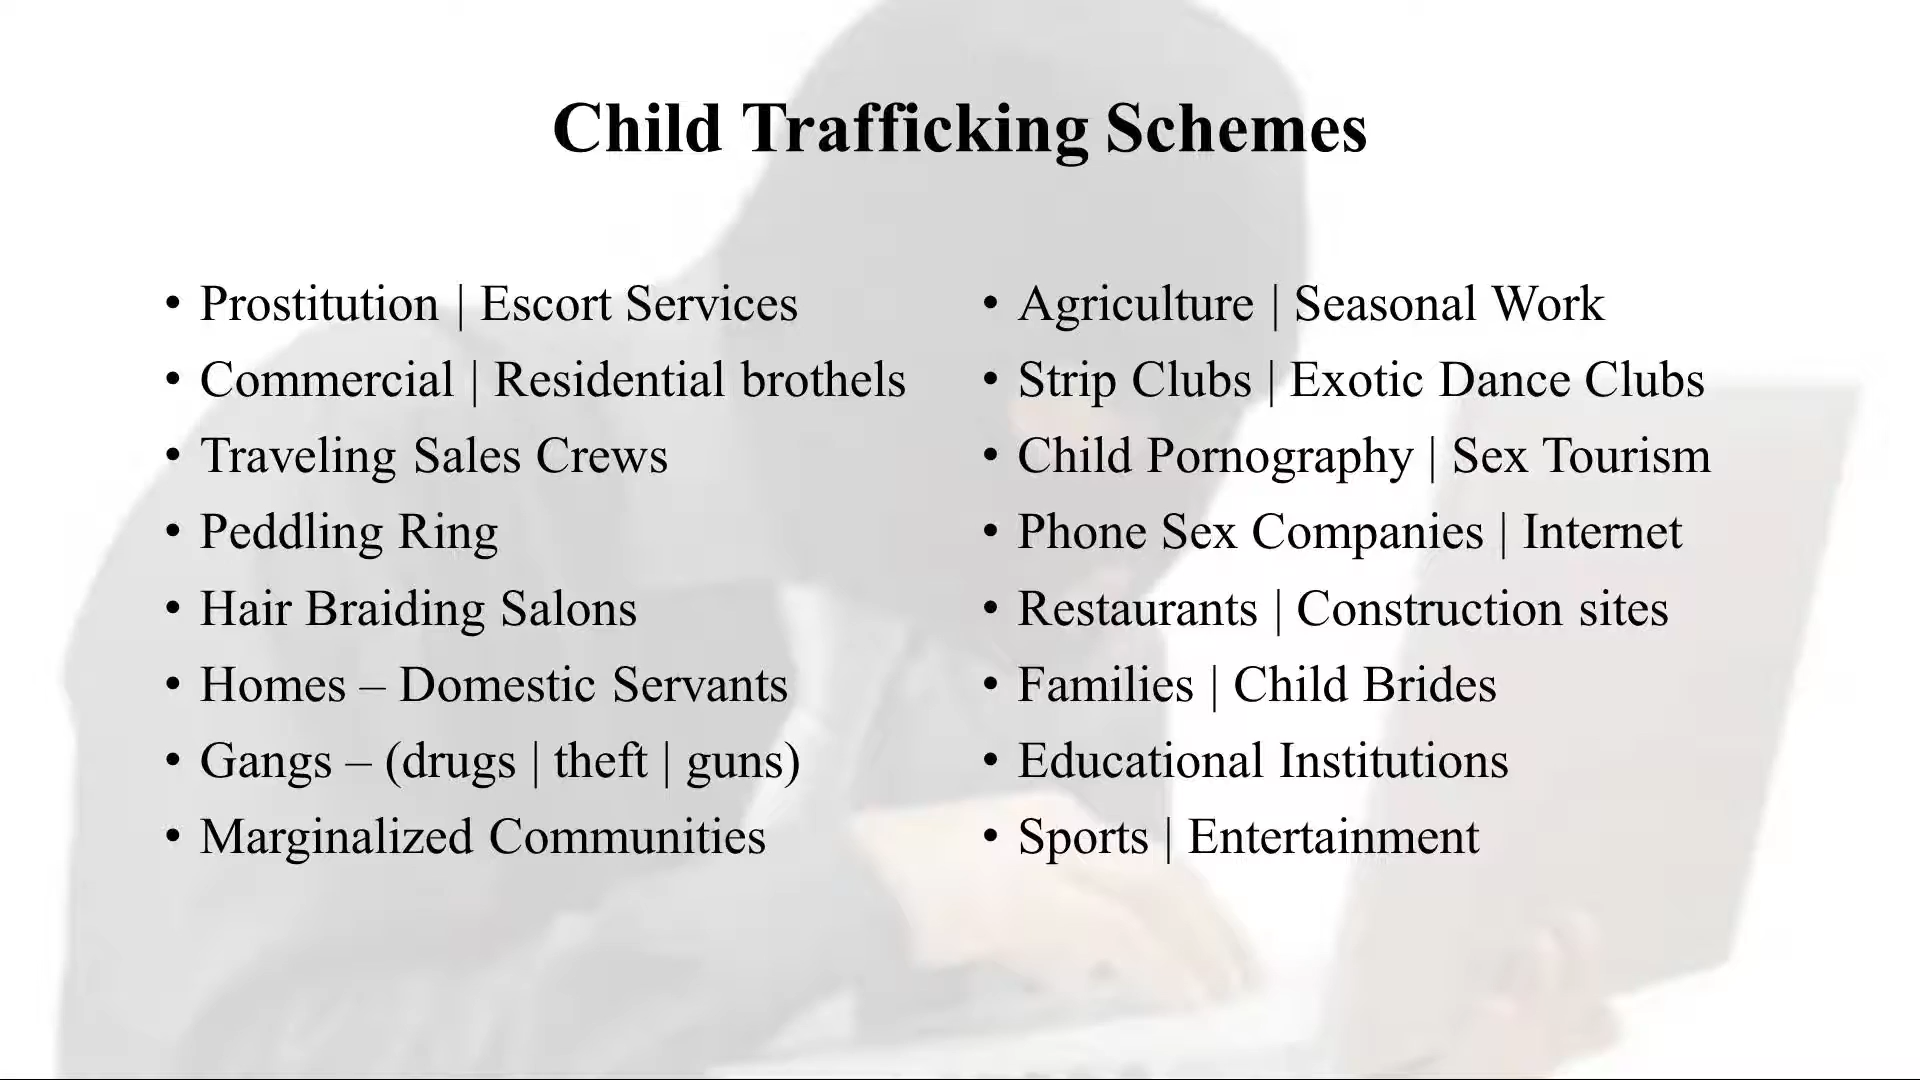 Child Trafficking Schemes
• Prostitution | Escort Services
• Commercial | Residential brothels
• Traveling Sales Crews
• Peddling Ring
• Hair Braiding Salons
• Homes – Domestic Servants
• Gangs – (drugs | theft | guns)
• Marginalized Communities
• Agriculture | Seasonal Work
• Strip Clubs | Exotic Dance Clubs
• Child Pornography | Sex Tourism
• Phone Sex Companies | Internet
• Restaurants | Construction sites
• Families | Child Brides
• Educational Institutions
• Sports | Entertainment